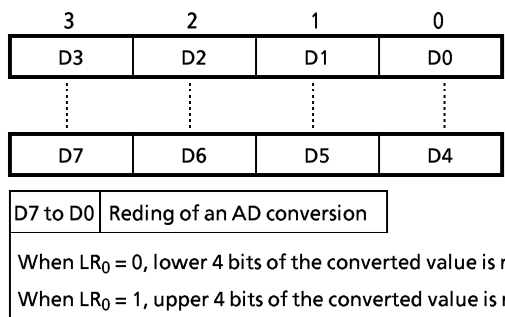 3 2 1 0
D3 D2 D1 D0
D7 D6 D5 D4
D7 to D0 Reding of an AD conversion
When LR0 = 0, lower 4 bits of the converted value is
When LR0 = 1, upper 4 bits of the converted value is